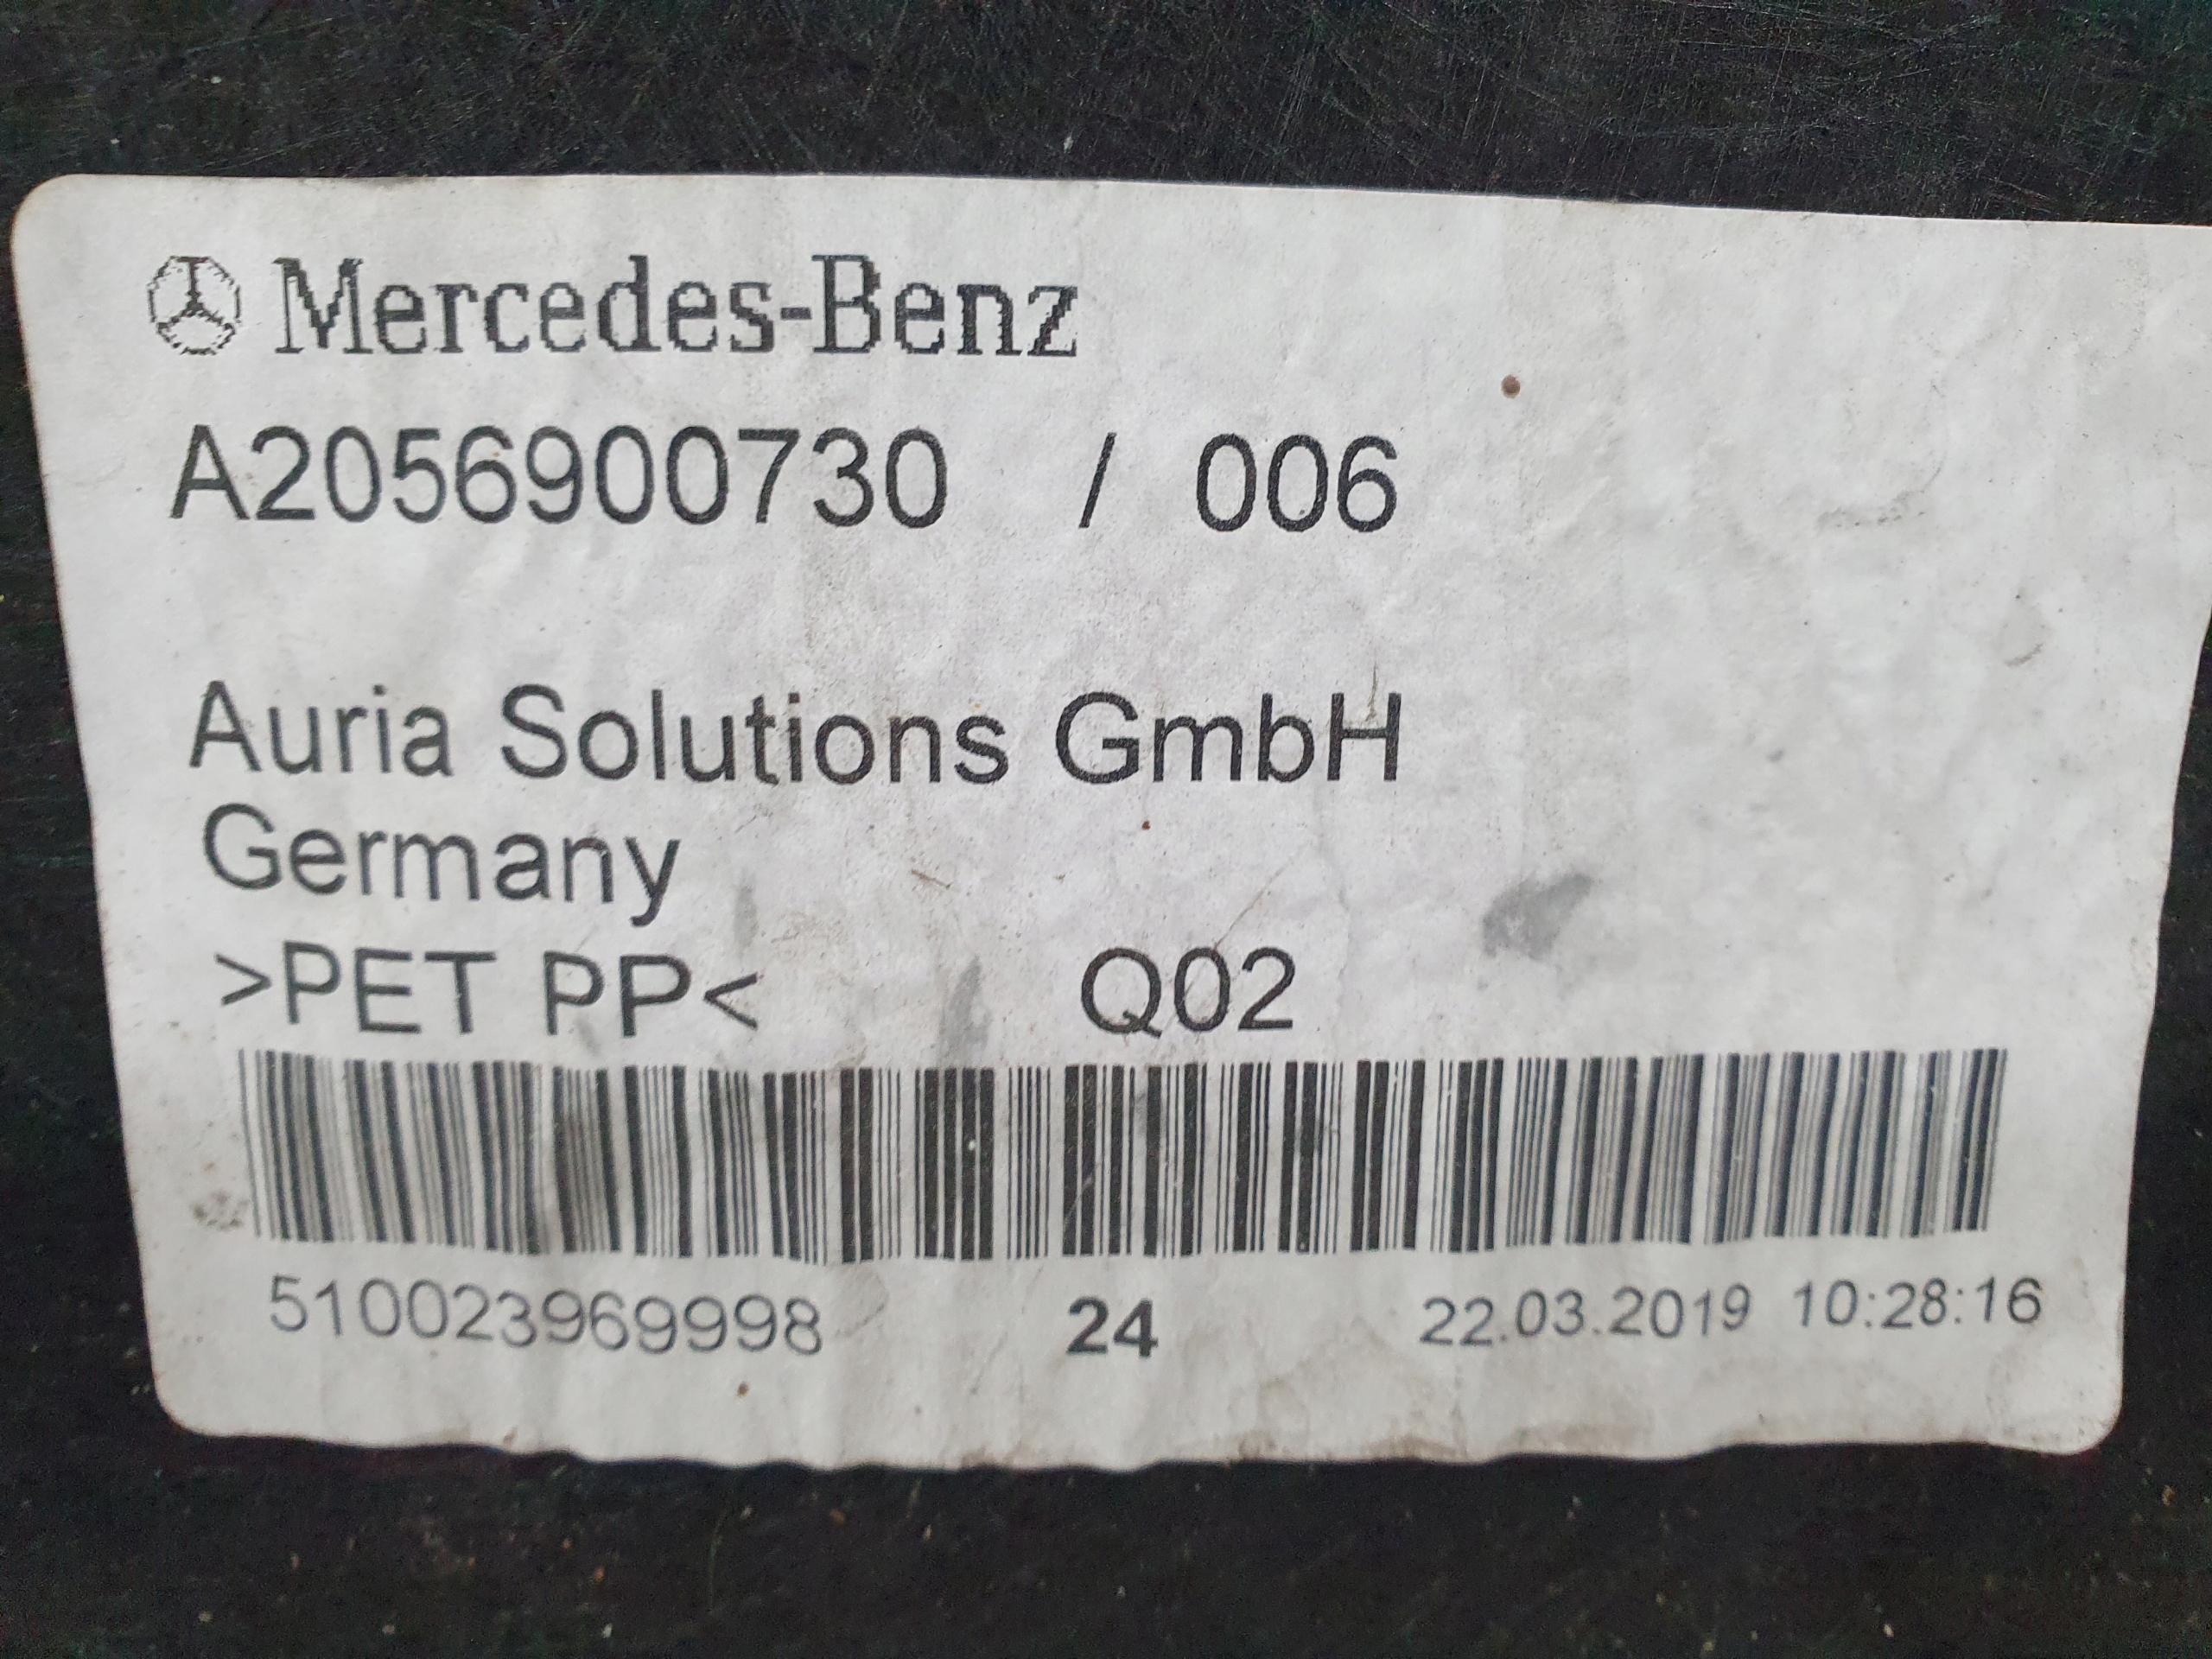 Mercedes-Benz
A2056900730 / 006
Auria Solutions GmbH
Germany
>PET PP< Q02
510023969998 24 22.03.2019 10:28:16